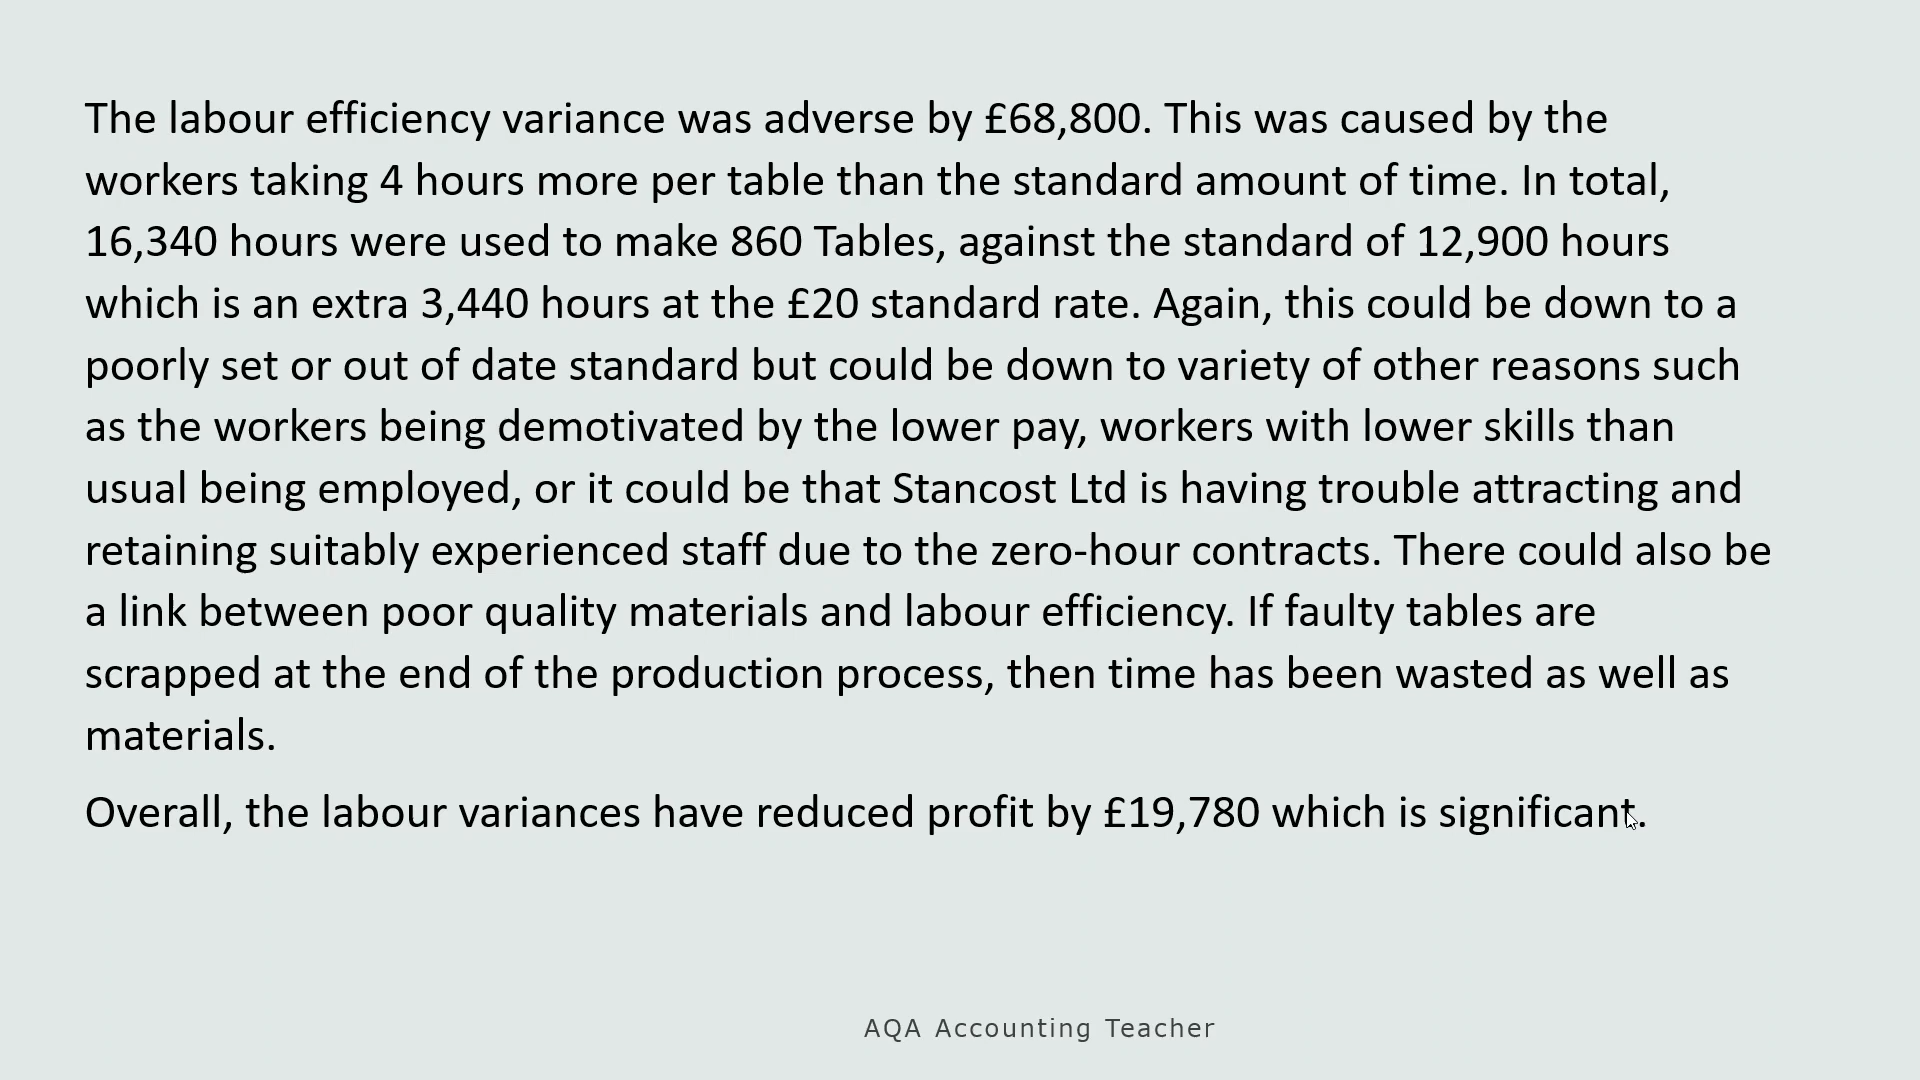 The labour efficiency variance was adverse by £68,800. This was caused by the
workers taking 4 hours more per table than the standard amount of time. In total,
16,340 hours were used to make 860 Tables, against the standard of 12,900 hours
which is an extra 3,440 hours at the £20 standard rate. Again, this could be down to a
poorly set or out of date standard but could be down to variety of other reasons such
as the workers being demotivated by the lower pay, workers with lower skills than
usual being employed, or it could be that Stancost Ltd is having trouble attracting and
retaining suitably experienced staff due to the zero-hour contracts. There could also be
a link between poor quality materials and labour efficiency. If faulty tables are
scrapped at the end of the production process, then time has been wasted as well as
materials.
Overall, the labour variances have reduced profit by £19,780 which is significant.
AQA Accounting Teacher